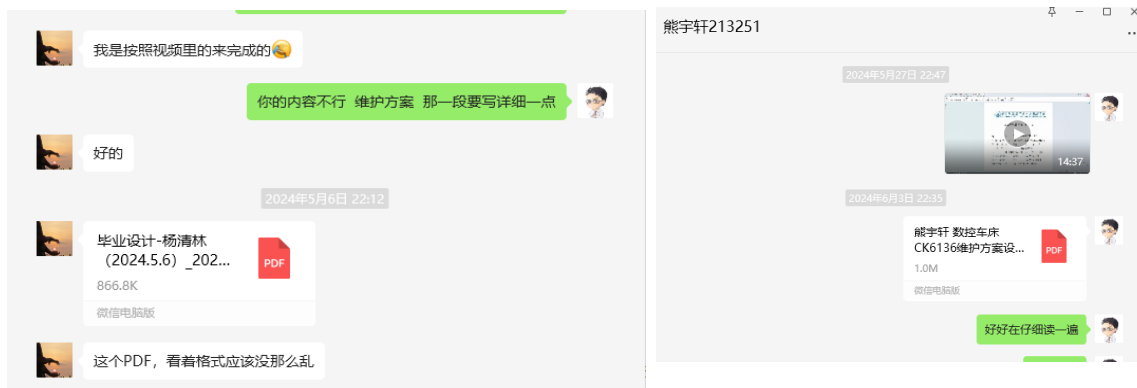 我是按照视频里的来完成的
你的内容不行 维护方案 那一段要写详细一点
好的
2024年5月6日 22:12
毕业设计-杨清林
（2024.5.6）_202...
PDF
866.8K
微信电脑版
这个PDF，看着格式应该没那么乱
熊宇轩213251
2024年5月27日 22:47
14:37
2024年6月3日 22:35
熊宇轩 数控车床
CK6136维护方案设...
PDF
1.0M
微信电脑版
好好在仔细读一遍